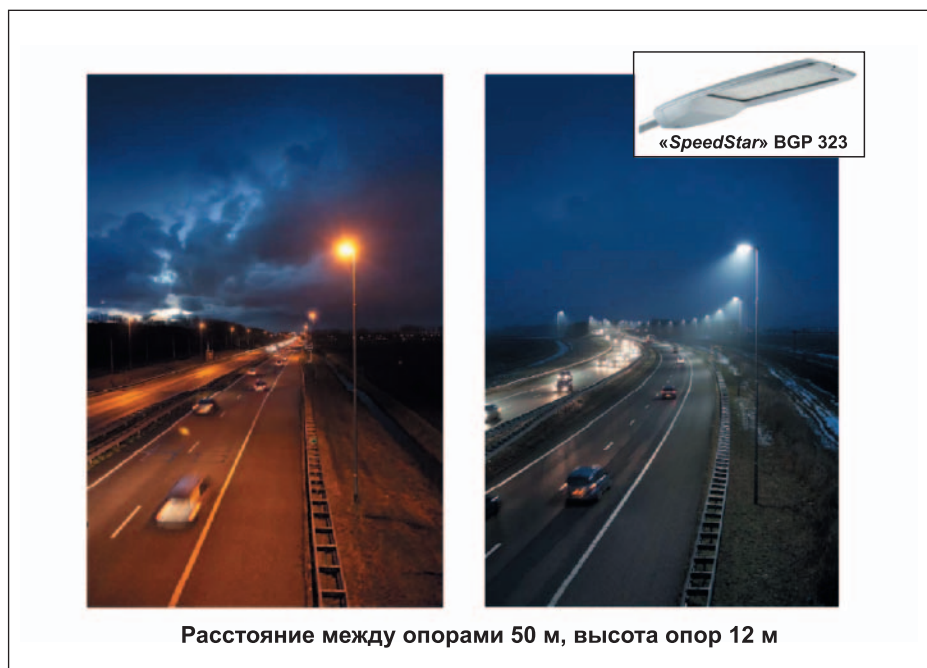 «SpeedStar» BGP 323
Расстояние между опорами 50 м, высота опор 12 м